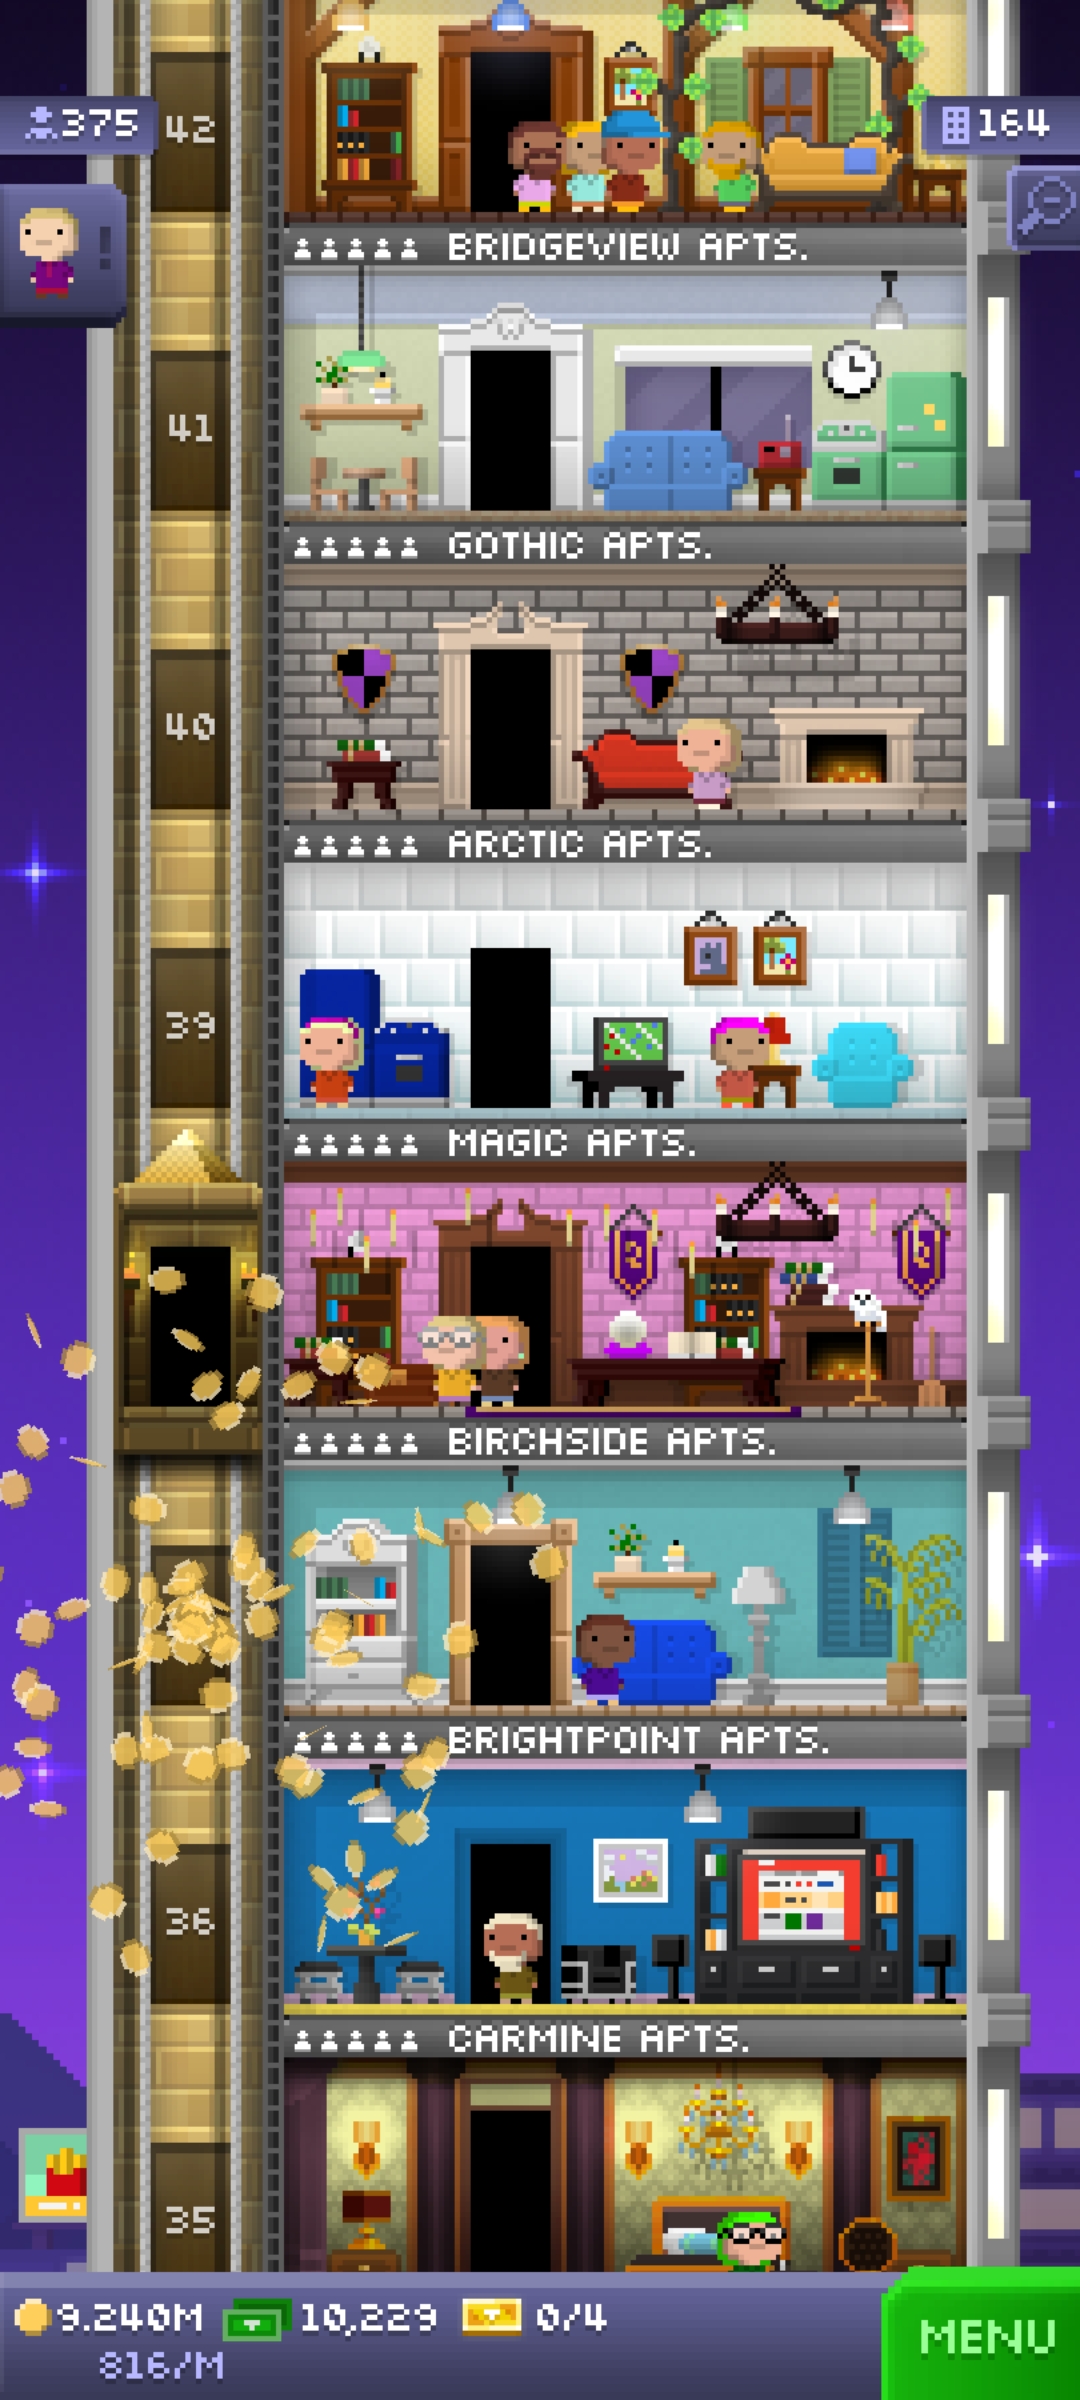 375
42
164
!
BRIDGEVIEW APTS.
41
GOTHIC APTS.
40
ARCTIC APTS.
39
MAGIC APTS.
BIRCHSIDE APTS.
BRIGHTPOINT APTS.
36
CARMINE APTS.
35
9.240M 10,229 0/4
816/M
MENU